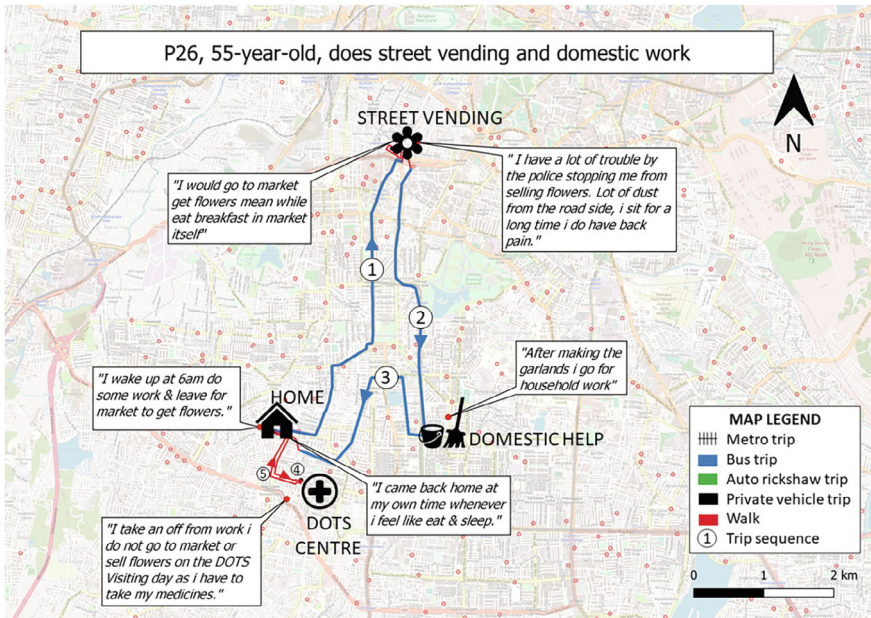 P26, 55-year-old, does street vending and domestic work
N
STREET VENDING
"I would go to market
get flowers mean while
eat breakfast in market
itself"
" I have a lot of trouble by
the police stopping me from
selling flowers. Lot of dust
from the road side, i sit for a
long time i do have back
pain."
1
2
3
"After making the
garlands i go for
household work"
"I wake up at 6am do
some work & leave for
market to get flowers."
HOME
DOMESTIC HELP
5
4
DOTS
CENTRE
"I came back home at
my own time whenever
i feel like eat & sleep."
"I take an off from work i
do not go to market or
sell flowers on the DOTS
Visiting day as i have to
take my medicines."
MAP LEGEND
Metro trip
Bus trip
Auto rickshaw trip
Private vehicle trip
Walk
1 Trip sequence
0 1 2 km